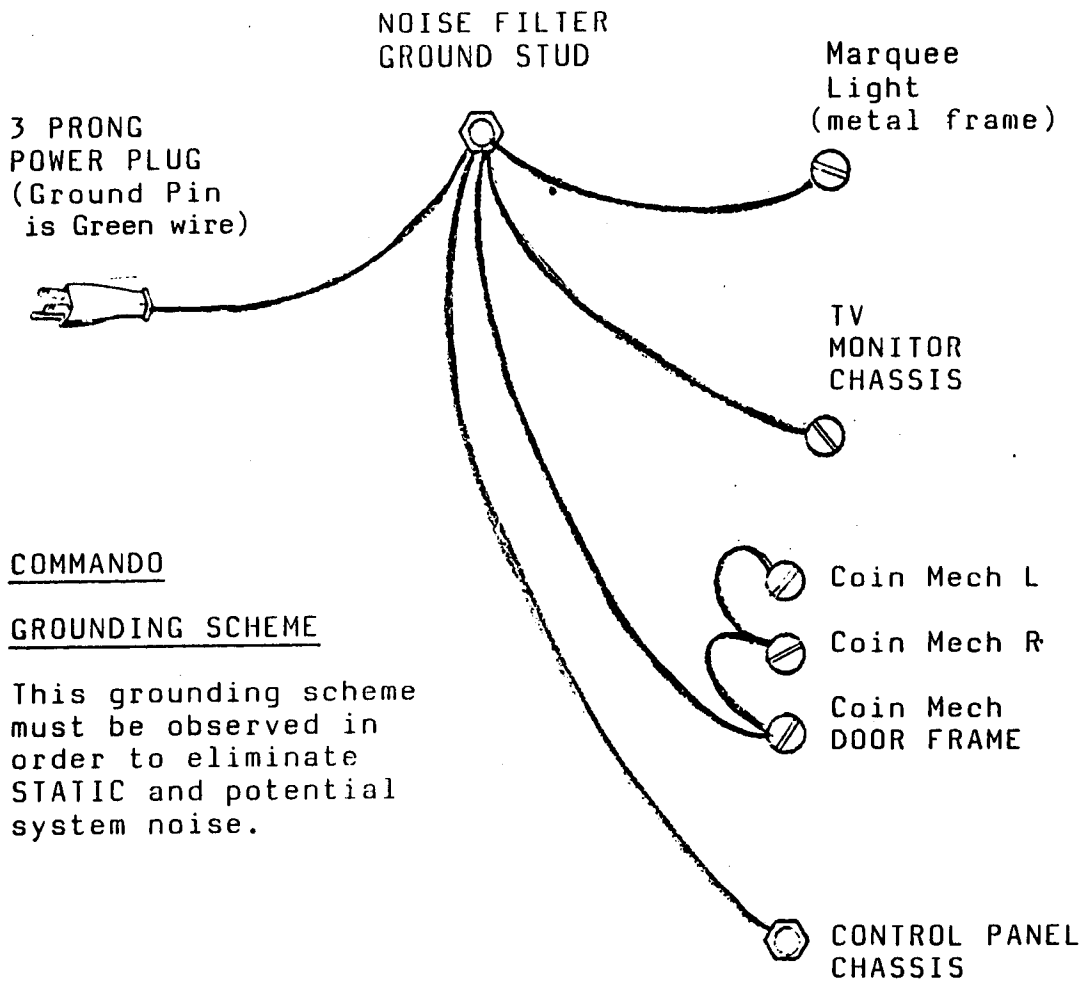 NOISE FILTER
GROUND STUD
Marquee
Light
(metal frame)
3 PRONG
POWER PLUG
(Ground Pin
is Green wire)
TV
MONITOR
CHASSIS
COMMANDO
GROUNDING SCHEME
This grounding scheme
must be observed in
order to eliminate
STATIC and potential
system noise.
Coin Mech L
Coin Mech R
Coin Mech
DOOR FRAME
CONTROL PANEL
CHASSIS